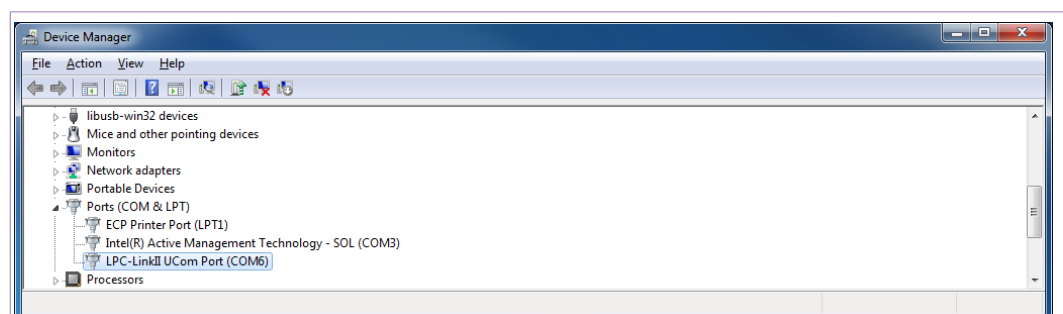 Device Manager
File Action View Help
libusb-win32 devices
Mice and other pointing devices
Monitors
Network adapters
Portable Devices
Ports (COM & LPT)
ECP Printer Port (LPT1)
Intel(R) Active Management Technology - SOL (COM3)
LPC-LinkII UCom Port (COM6)
Processors